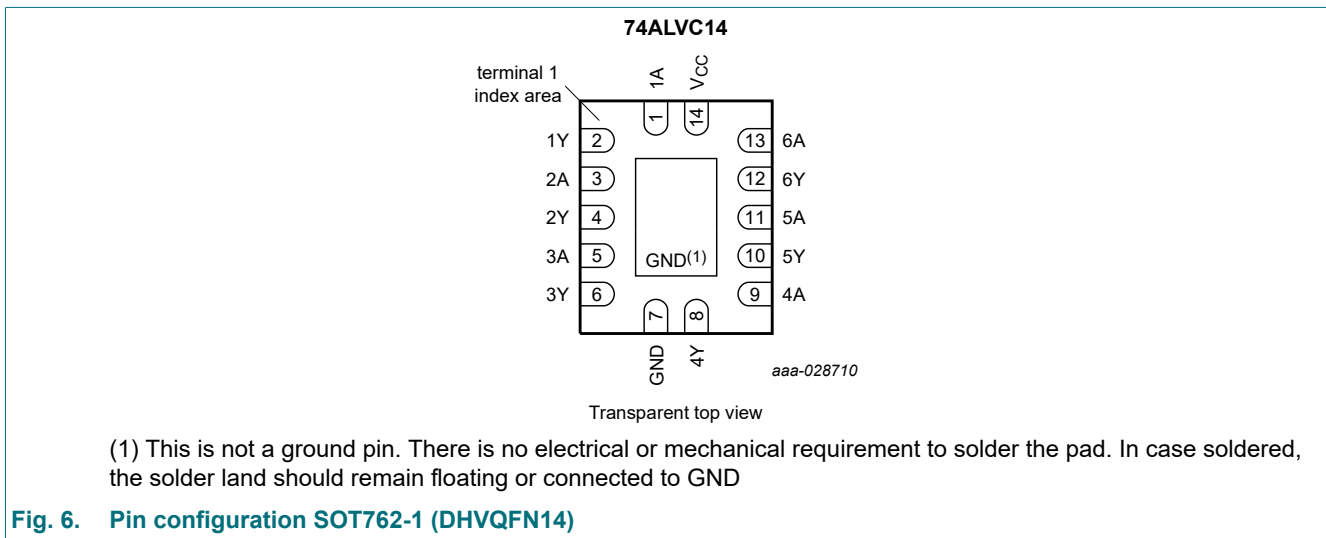 74ALVC14
terminal 1
index area
1A
VCC
1
14
1Y 2
13 6A
2A 3
12 6Y
2Y 4
11 5A
3A 5
GND(1)
10 5Y
3Y 6
9 4A
7
8
GND
4Y
aaa-028710
Transparent top view
(1) This is not a ground pin. There is no electrical or mechanical requirement to solder the pad. In case soldered,
the solder land should remain floating or connected to GND
Fig. 6. Pin configuration SOT762-1 (DHVQFN14)